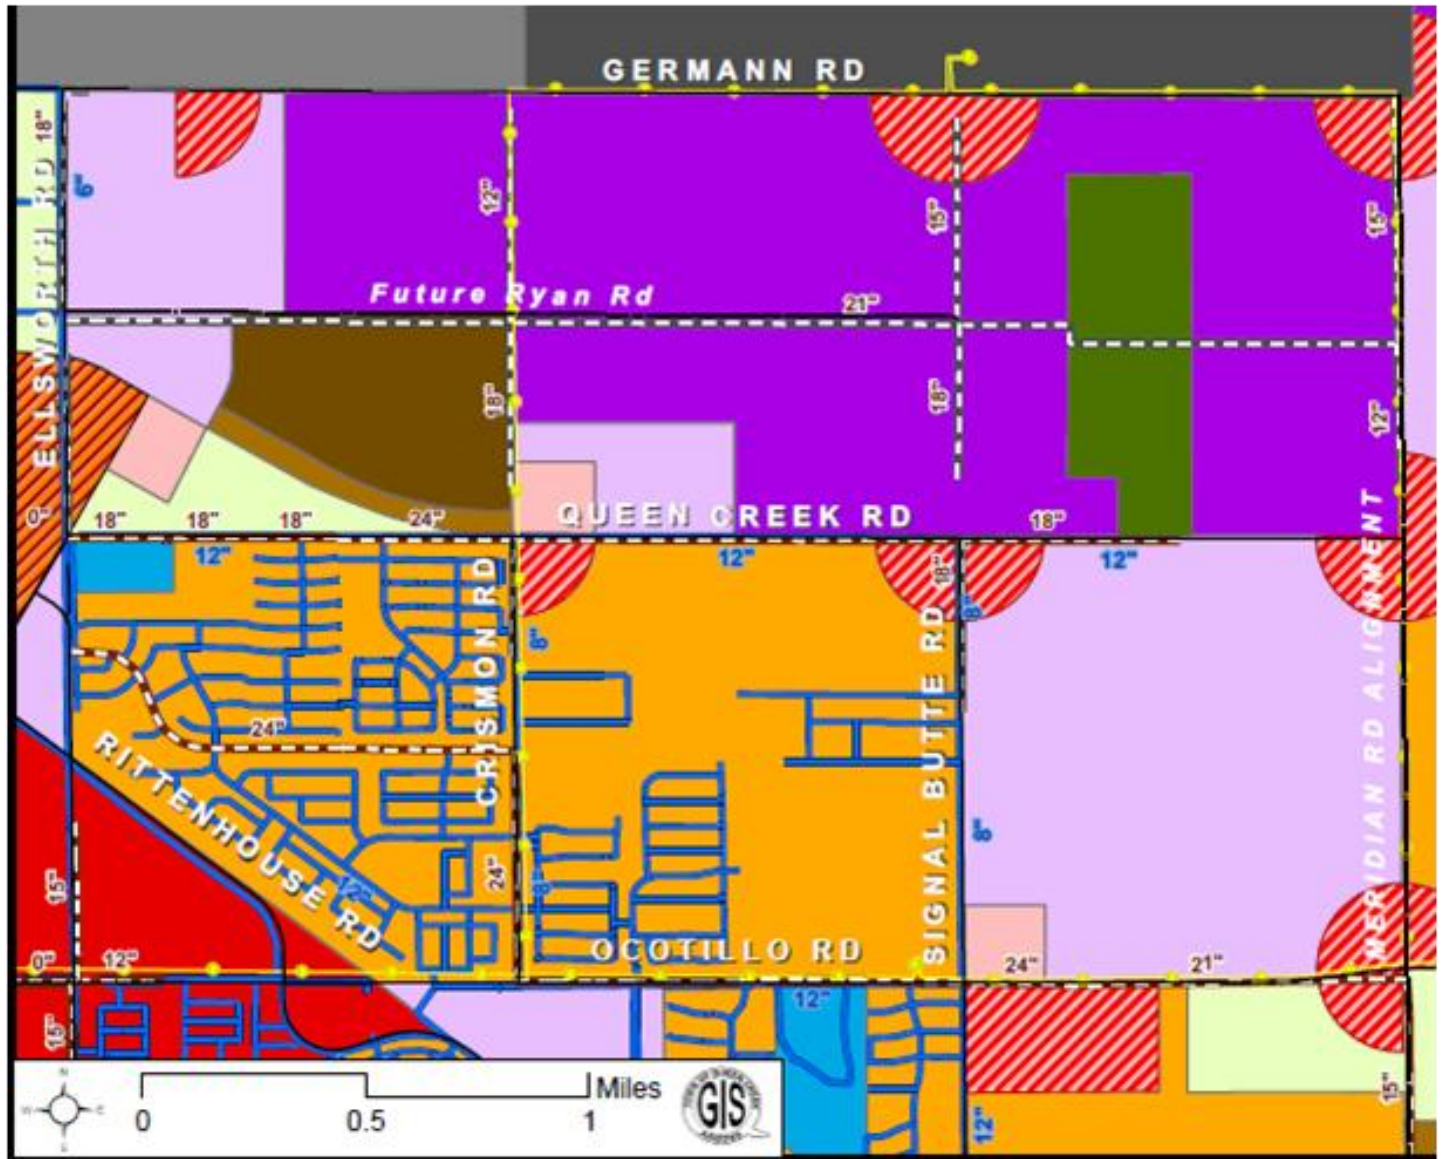 GERMANN RD
18"
6"
12"
15"
15"
ELLSWORTH RD
Future Ryan Rd
21"
18"
18"
12"
0"
18"
18"
18"
24"
QUEEN CREEK RD
18"
12"
12"
12"
18"
8"
8"
CRISMON RD
SIGNAL BUTTE RD
MERIDIAN RD ALIGNMENT
24"
RITTENHOUSE RD
12"
8"
15"
24"
8"
OCOTILLO RD
0"
12"
24"
21"
15"
12"
12"
15"
N
W
E
S
0
0.5
1
Miles
GIS